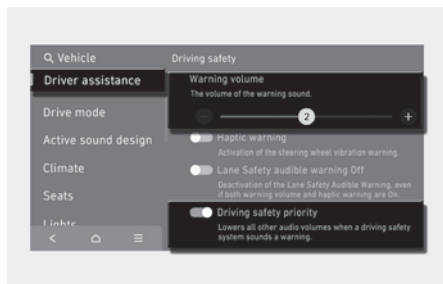 Vehicle
Driving safety
Driver assistance
Warning volume
The volume of the warning sound.
Drive mode
2
Active sound design
Haptic warning
Activation of the steering wheel vibration warning.
Climate
Lane Safety audible warning Off
Deactivation of the Lane Safety Audible Warning, even
if both warning volume and haptic warning are On.
Seats
Driving safety priority
Lights
Lowers all other audio volumes when a driving safety
system sounds a warning.